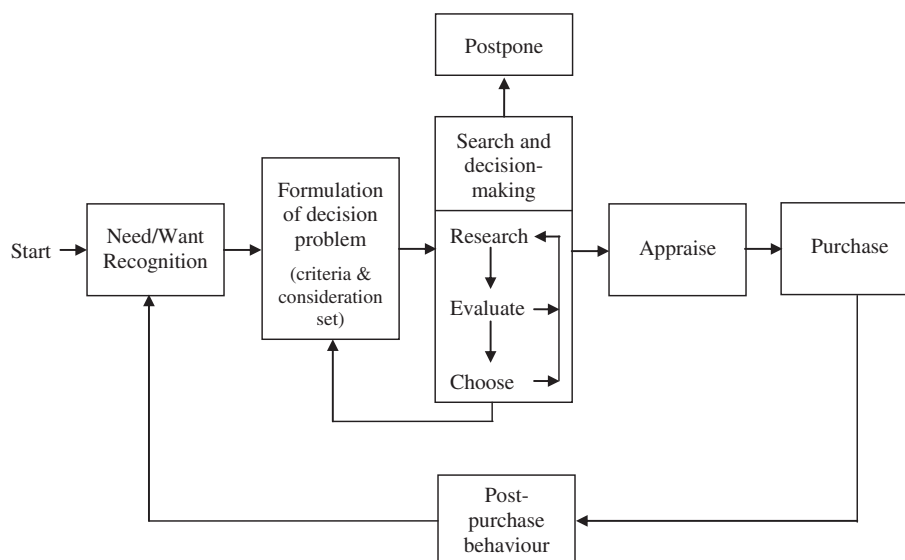 Postpone
Search and
decision-
making
Formulation
of decision
problem
(criteria &
consideration
set)
Start
Need/Want
Recognition
Research
Evaluate
Choose
Appraise
Purchase
Post-
purchase
behaviour